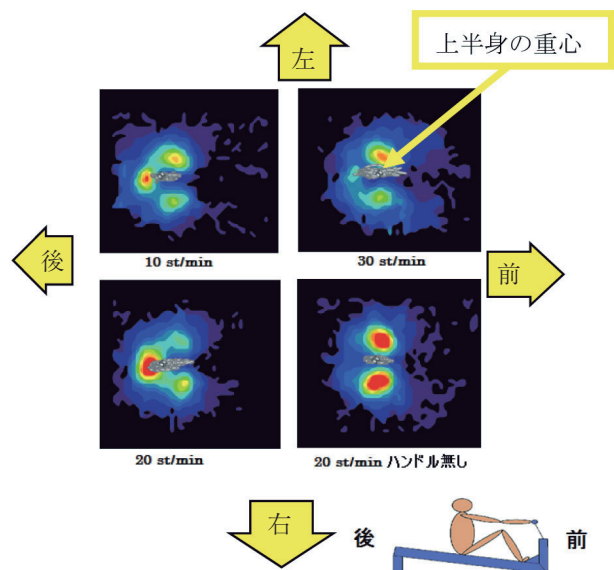 上半身の重心
左
後
前
10 st/min
30 st/min
20 st/min
20 st/min ハンドル無し
右
後
前